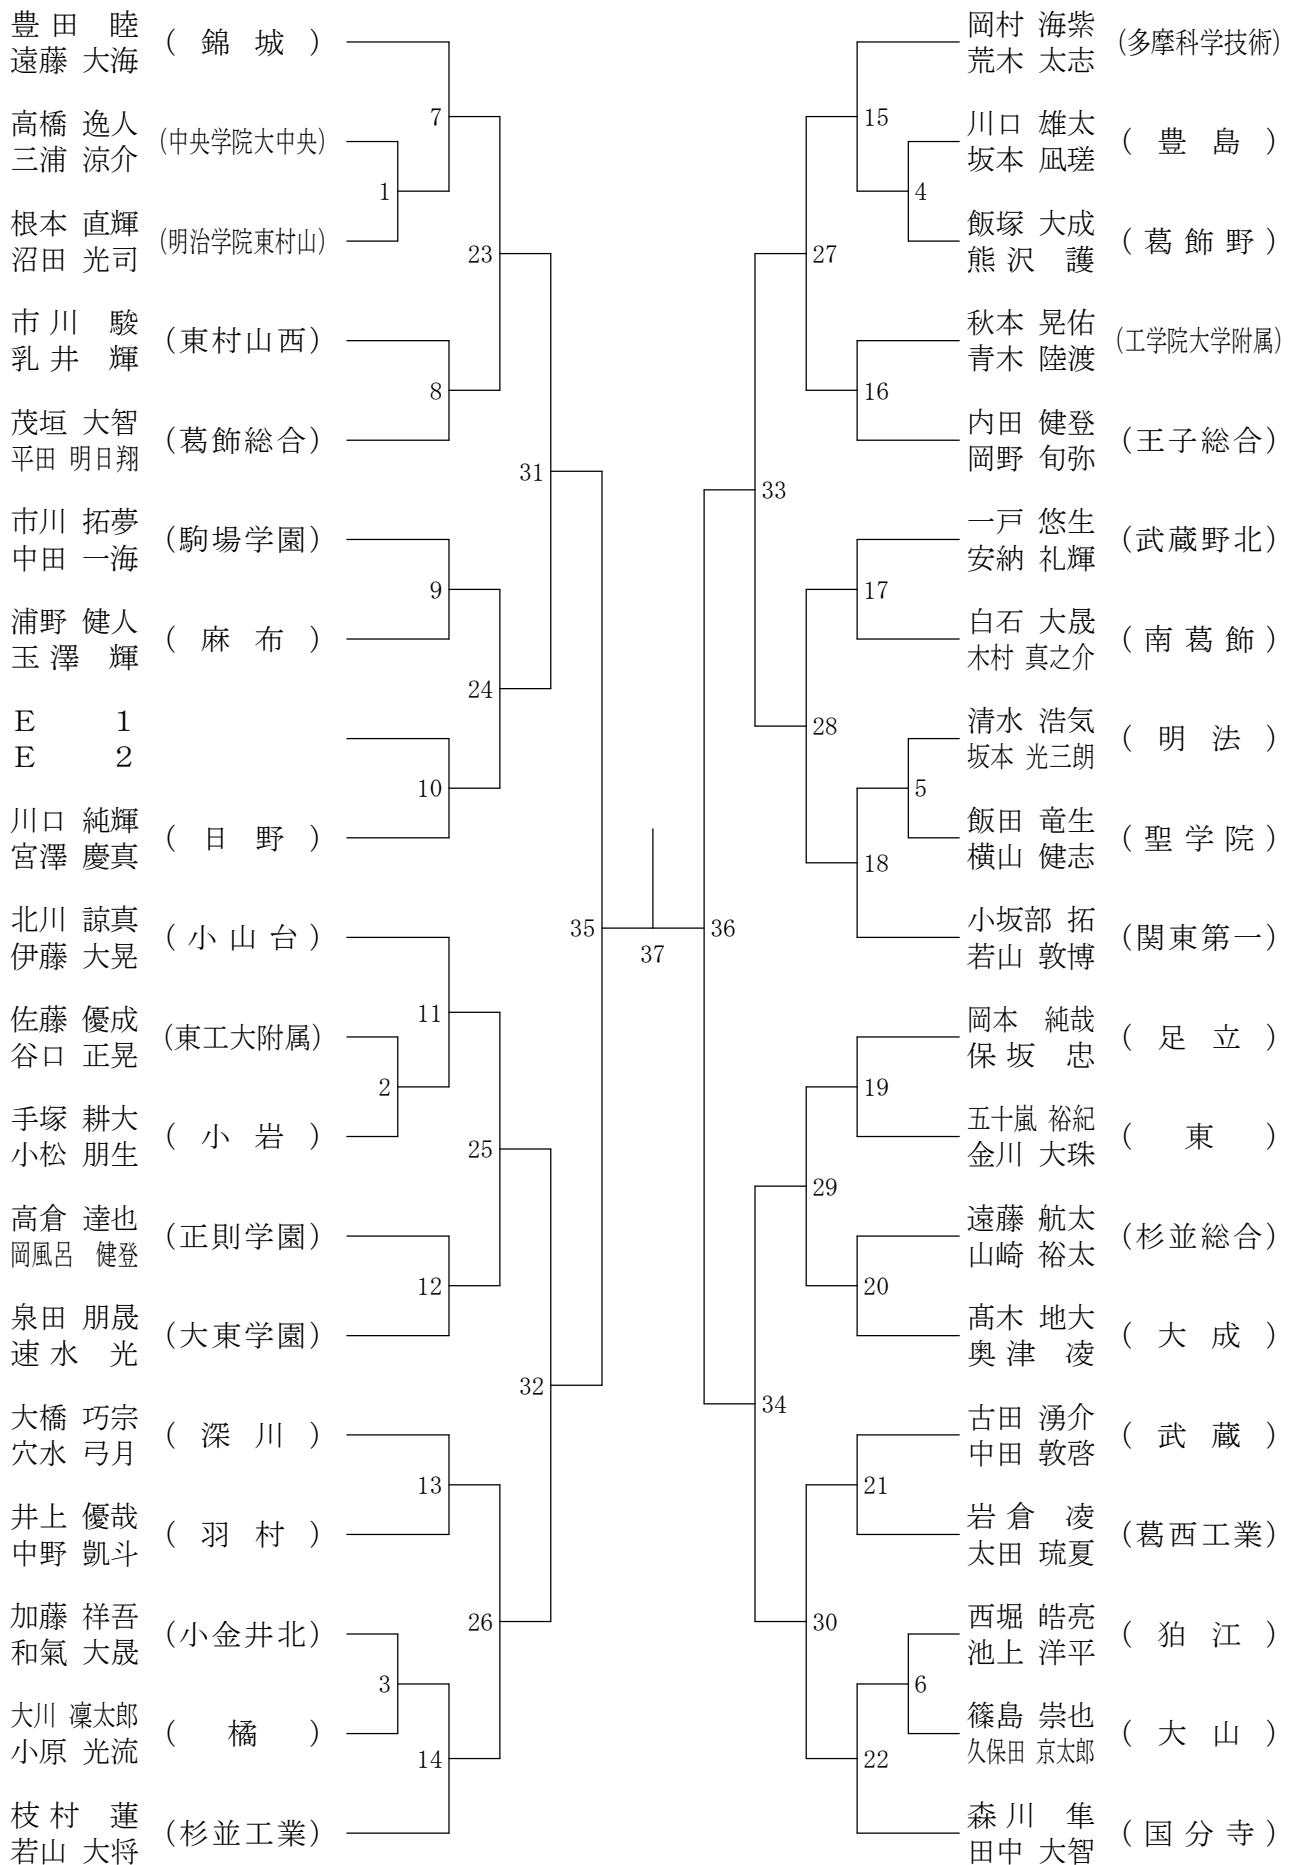 豊田 睦
遠藤 大海
(錦城)
高橋 逸人
三浦 涼介
(中央学院大中央)
根本 直輝
沼田 光司
(明治学院東村山)
市川 駿
乳井 輝
(東村山西)
茂垣 大智
平田 明日翔
(葛飾総合)
市川 拓夢
中田 一海
(駒場学園)
浦野 健人
玉澤 輝
(麻布)
E 1
E 2
川口 純輝
宮澤 慶真
(日野)
北川 諒真
伊藤 大晃
(小山台)
佐藤 優成
谷口 正晃
(東工大附属)
手塚 耕大
小松 朋生
(小岩)
高倉 達也
岡風呂 健登
(正則学園)
泉田 朋晟
速水 光
(大東学園)
大橋 巧宗
穴水 弓月
(深川)
井上 優哉
中野 凱斗
(羽村)
加藤 祥吾
和氣 大晟
(小金井北)
大川 凜太郎
小原 光流
(橘)
枝村 蓮
若山 大将
(杉並工業)
1
2
3
7
8
9
10
11
12
13
14
23
24
25
26
31
32
35
37
36
33
34
27
28
29
30
15
16
17
18
19
20
21
22
4
5
6
岡村 海紫
荒木 太志
(多摩科学技術)
川口 雄太
坂本 凪瑳
(豊島)
飯塚 大成
熊沢 護
(葛飾野)
秋本 晃佑
青木 陸渡
(工学院大学附属)
内田 健登
岡野 旬弥
(王子総合)
一戸 悠生
安納 礼輝
(武蔵野北)
白石 大晟
木村 真之介
(南葛飾)
清水 浩気
坂本 光三朗
(明法)
飯田 竜生
横山 健志
(聖学院)
小坂部 拓
若山 敦博
(関東第一)
岡本 純哉
保坂 忠
(足立)
五十嵐 裕紀
金川 大珠
(東)
遠藤 航太
山崎 裕太
(杉並総合)
髙木 地大
奥津 凌
(大成)
古田 湧介
中田 敦啓
(武蔵)
岩倉 凌
太田 琉夏
(葛西工業)
西堀 皓亮
池上 洋平
(狛江)
篠島 崇也
久保田 京太郎
(大山)
森川 隼
田中 大智
(国分寺)